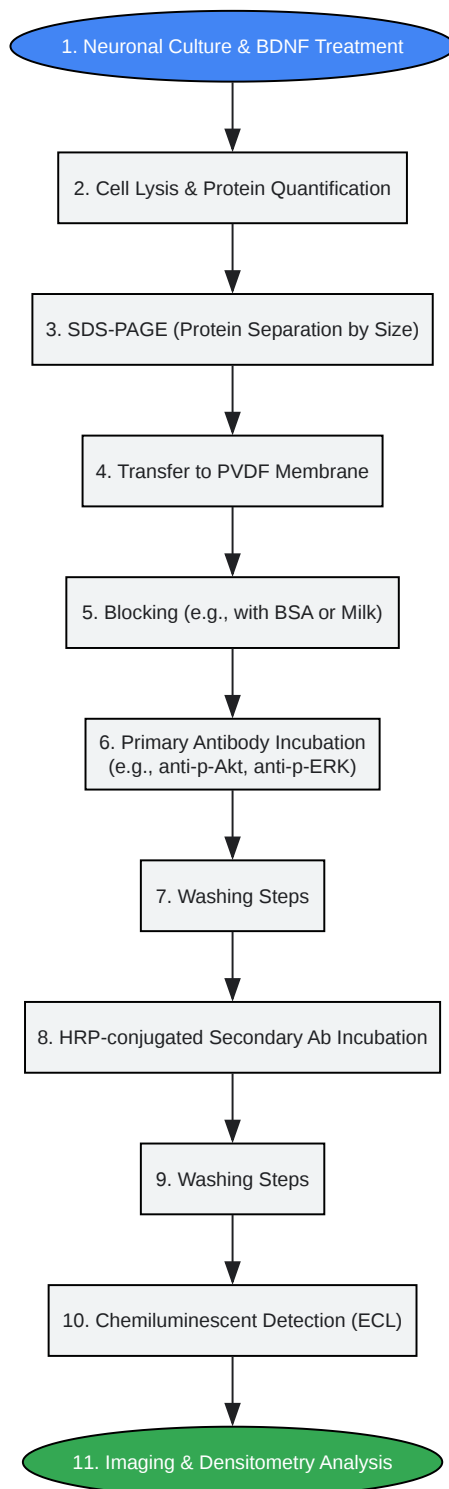 1. Neuronal Culture & BDNF Treatment
2. Cell Lysis & Protein Quantification
3. SDS-PAGE (Protein Separation by Size)
4. Transfer to PVDF Membrane
5. Blocking (e.g., with BSA or Milk)
6. Primary Antibody Incubation
(e.g., anti-p-Akt, anti-p-ERK)
7. Washing Steps
8. HRP-conjugated Secondary Ab Incubation
9. Washing Steps
10. Chemiluminescent Detection (ECL)
11. Imaging & Densitometry Analysis